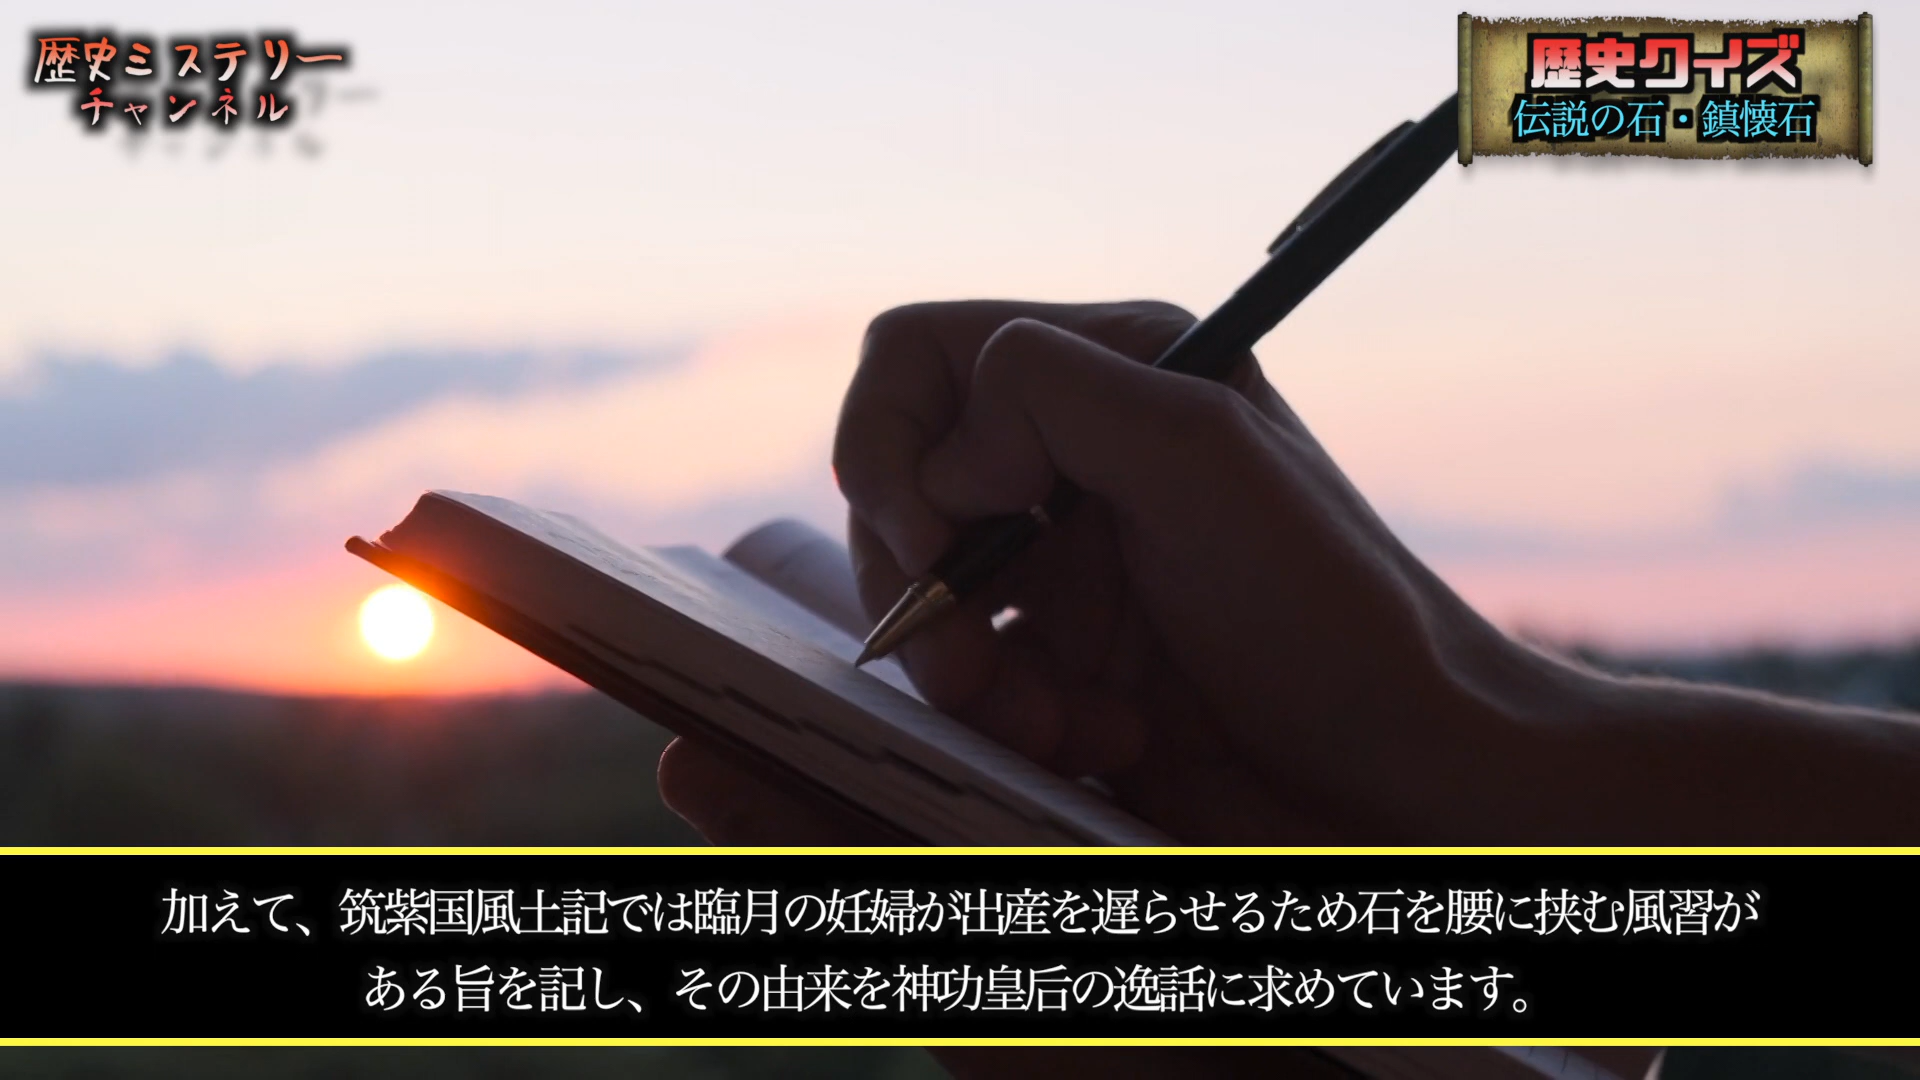 歴史ミステリー
チャンネル
歴史クイズ
伝説の石・鎮懐石
加えて、筑紫国風土記では臨月の妊婦が出産を遅らせるため石を腰に挟む風習が
ある旨を記し、その由来を神功皇后の逸話に求めています。